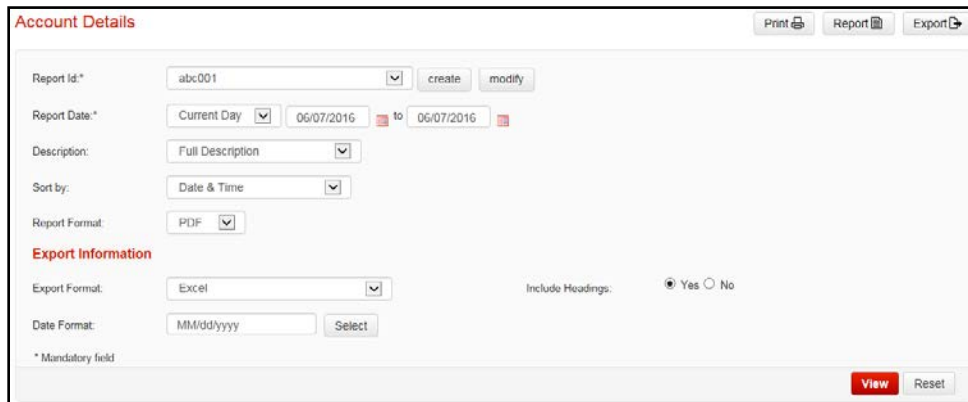 Account Details Print Report Export
Report Id:* abc001 create modify
Report Date:* Current Day 06/07/2016 to 06/07/2016
Description: Full Description
Sort by: Date & Time
Report Format: PDF
Export Information
Export Format: Excel Include Headings: Yes No
Date Format: MM/dd/yyyy Select
* Mandatory field
View Reset